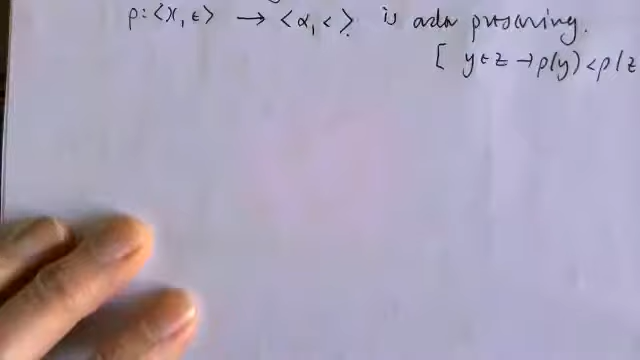 ρ: <x, ∈> → <α, <> is order preserving.
[ y ∈ z → ρ(y) < ρ(z